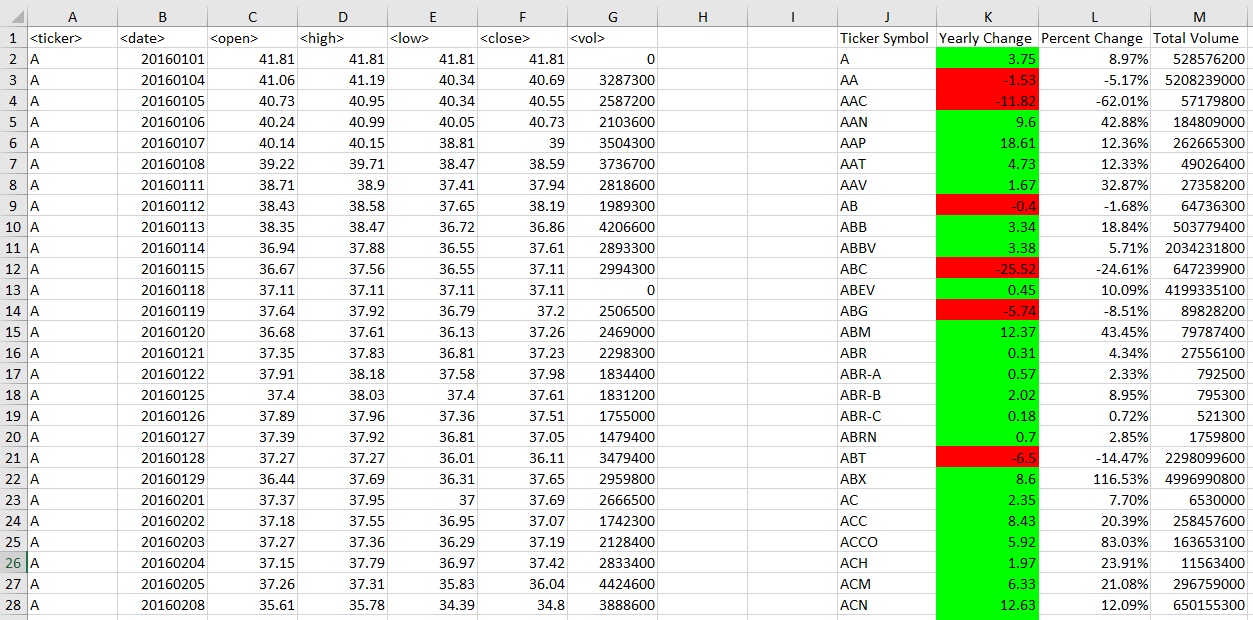 A B C D E F G H I J K L M
1 <ticker> <date> <open> <high> <low> <close> <vol> Ticker Symbol Yearly Change Percent Change Total Volume
2 A 20160101 41.81 41.81 41.81 41.81 0 A 3.75 8.97% 528576200
3 A 20160104 41.06 41.19 40.34 40.69 3287300 AA -1.53 -5.17% 5208239000
4 A 20160105 40.73 40.95 40.34 40.55 2587200 AAC -11.82 -62.01% 57179800
5 A 20160106 40.24 40.99 40.05 40.73 2103600 AAN 9.6 42.88% 184809000
6 A 20160107 40.14 40.15 38.81 39 3504300 AAP 18.61 12.36% 262665300
7 A 20160108 39.22 39.71 38.47 38.59 3736700 AAT 4.73 12.33% 49026400
8 A 20160111 38.71 38.9 37.41 37.94 2818600 AAV 1.67 32.87% 27358200
9 A 20160112 38.43 38.58 37.65 38.19 1989300 AB -0.4 -1.68% 64736300
10 A 20160113 38.35 38.47 36.72 36.86 4206600 ABB 3.34 18.84% 503779400
11 A 20160114 36.94 37.88 36.55 37.61 2893300 ABBV 3.38 5.71% 2034231800
12 A 20160115 36.67 37.56 36.55 37.11 2994300 ABC -25.52 -24.61% 647239900
13 A 20160118 37.11 37.11 37.11 37.11 0 ABEV 0.45 10.09% 4199335100
14 A 20160119 37.64 37.92 36.79 37.2 2506500 ABG -5.74 -8.51% 89828200
15 A 20160120 36.68 37.61 36.13 37.26 2469000 ABM 12.37 43.45% 79787400
16 A 20160121 37.35 37.83 36.81 37.23 2298300 ABR 0.31 4.34% 27556100
17 A 20160122 37.91 38.18 37.58 37.98 1834400 ABR-A 0.57 2.33% 792500
18 A 20160125 37.4 38.03 37.4 37.61 1831200 ABR-B 2.02 8.95% 795300
19 A 20160126 37.89 37.96 37.36 37.51 1755000 ABR-C 0.18 0.72% 521300
20 A 20160127 37.39 37.92 36.81 37.05 1479400 ABRN 0.7 2.85% 1759800
21 A 20160128 37.27 37.27 36.01 36.11 3479400 ABT -6.5 -14.47% 2298099600
22 A 20160129 36.44 37.69 36.31 37.65 2959800 ABX 8.6 116.53% 4996990800
23 A 20160201 37.37 37.95 37 37.69 2666500 AC 2.35 7.70% 6530000
24 A 20160202 37.18 37.55 36.95 37.07 1742300 ACC 8.43 20.39% 258457600
25 A 20160203 37.27 37.36 36.29 37.19 2128400 ACCO 5.92 83.03% 163653100
26 A 20160204 37.15 37.79 36.97 37.42 2833400 ACH 1.97 23.91% 11563400
27 A 20160205 37.26 37.31 35.83 36.04 4424600 ACM 6.33 21.08% 296759000
28 A 20160208 35.61 35.78 34.39 34.8 3888600 ACN 12.63 12.09% 650155300